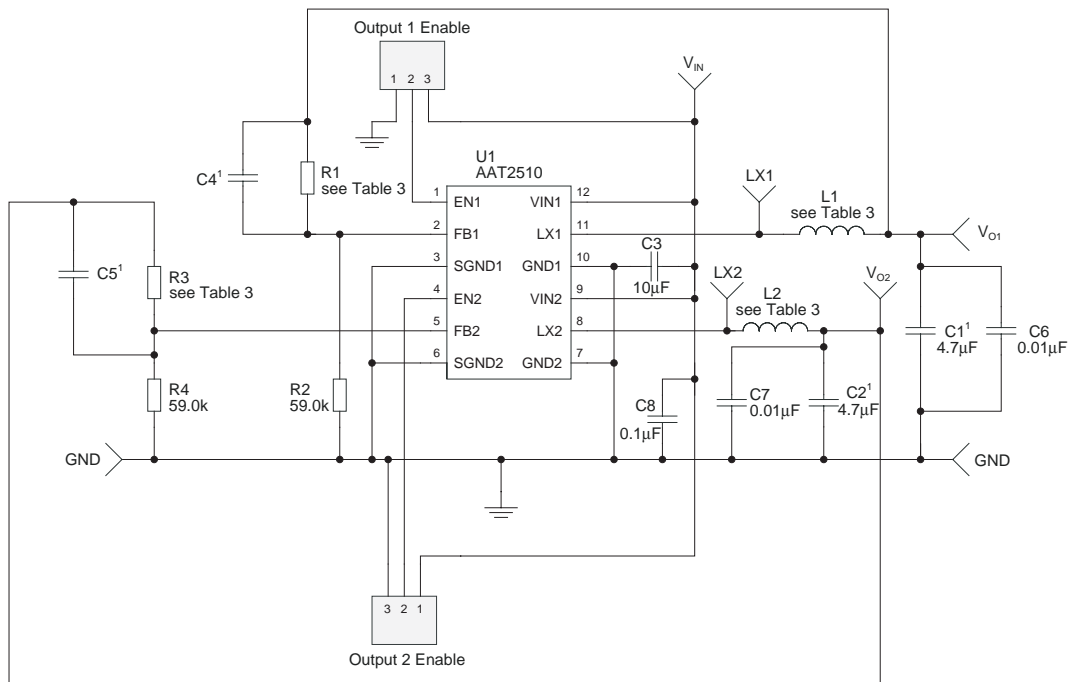 Output 1 Enable
1 2 3
V_IN
U1
AAT2510
C4¹
R1
see Table 3
LX1
L1
see Table 3
V_O1
1 EN1 VIN1 12
2 FB1 LX1 11
3 SGND1 GND1 10
4 EN2 VIN2 9
5 FB2 LX2 8
6 SGND2 GND2 7
C3
10µF
C5¹
R3
see Table 3
LX2
L2
see Table 3
V_O2
C1¹
4.7µF
C6
0.01µF
R4
59.0k
R2
59.0k
C8
0.1µF
C7
0.01µF
C2¹
4.7µF
GND
GND
3 2 1
Output 2 Enable